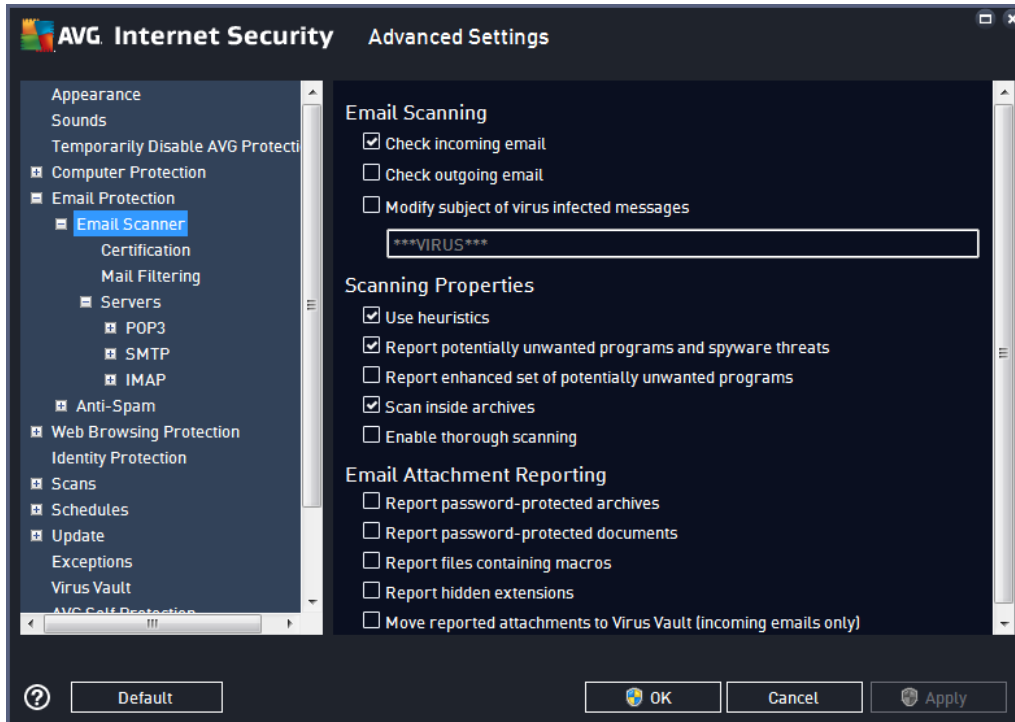 AVG Internet Security Advanced Settings
Appearance
Sounds
Temporarily Disable AVG Protecti
Computer Protection
Email Protection
Email Scanner
Certification
Mail Filtering
Servers
POP3
SMTP
IMAP
Anti-Spam
Web Browsing Protection
Identity Protection
Scans
Schedules
Update
Exceptions
Virus Vault
AVG Self Protection
Email Scanning
Check incoming email
Check outgoing email
Modify subject of virus infected messages
***VIRUS***
Scanning Properties
Use heuristics
Report potentially unwanted programs and spyware threats
Report enhanced set of potentially unwanted programs
Scan inside archives
Enable thorough scanning
Email Attachment Reporting
Report password-protected archives
Report password-protected documents
Report files containing macros
Report hidden extensions
Move reported attachments to Virus Vault (incoming emails only)
Default
OK
Cancel
Apply